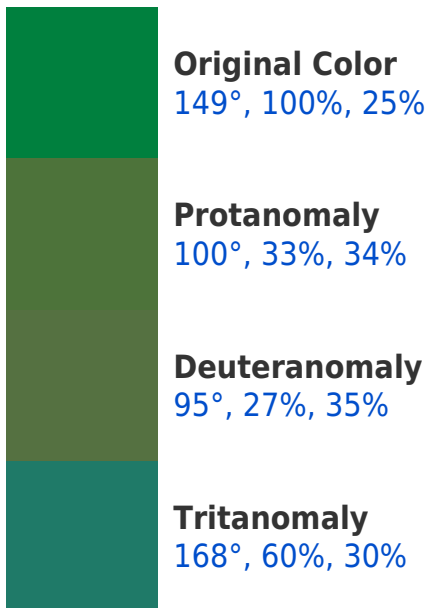 Original Color
149°, 100%, 25%
Protanomaly
100°, 33%, 34%
Deuteranomaly
95°, 27%, 35%
Tritanomaly
168°, 60%, 30%